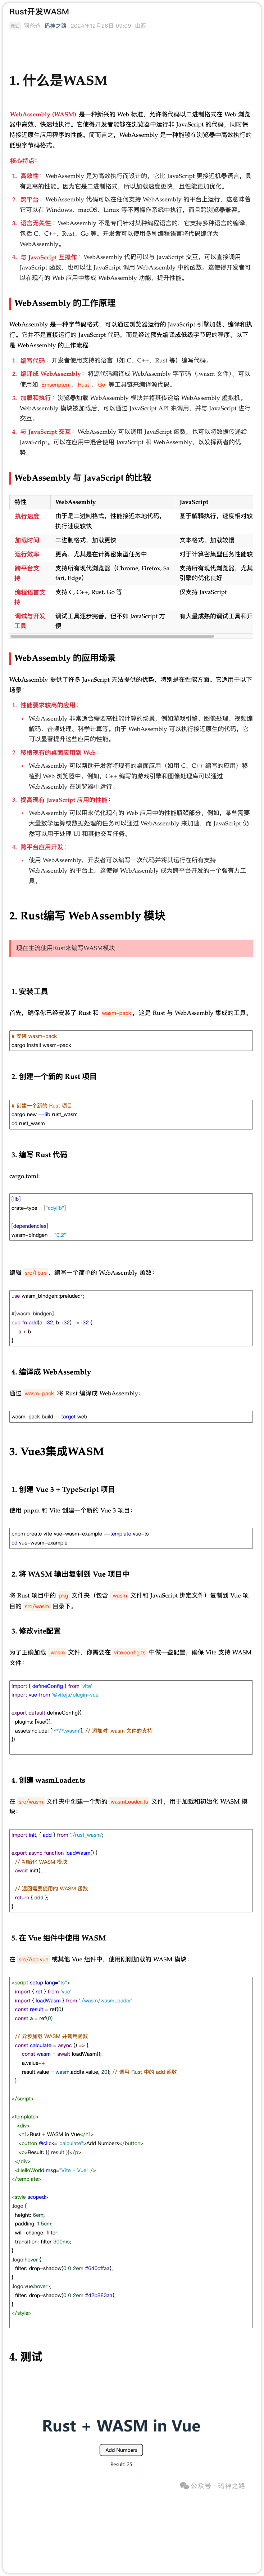 Rust开发WASM
原创 田爸爸 码神之路 2024年12月28日 09:09 山西
1. 什么是WASM
WebAssembly (WASM) 是一种新兴的 Web 标准，允许将代码以二进制格式在 Web 浏览
器中高效、快速地执行。它使得开发者能够在浏览器中运行非 JavaScript 的代码，同时保
持接近原生应用程序的性能。简而言之，WebAssembly 是一种能够在浏览器中高效执行的
低级字节码格式。
核心特点：
1. 高效性：WebAssembly 是为高效执行而设计的，它比 JavaScript 更接近机器语言，具
有更高的性能。因为它是二进制格式，所以加载速度更快，且性能更加优化。
2. 跨平台：WebAssembly 代码可以在任何支持 WebAssembly 的平台上运行，这意味着
它可以在 Windows、macOS、Linux 等不同操作系统中执行，而且跨浏览器兼容。
3. 语言无关性：WebAssembly 不是专门针对某种编程语言的，它支持多种语言的编译，
包括 C、C++、Rust、Go 等。开发者可以使用多种编程语言将代码编译为
WebAssembly。
4. 与 JavaScript 互操作：WebAssembly 代码可以与 JavaScript 交互，可以直接调用
JavaScript 函数，也可以让 JavaScript 调用 WebAssembly 中的函数。这使得开发者可
以在现有的 Web 应用中集成 WebAssembly 功能，提升性能。
WebAssembly 的工作原理
WebAssembly 是一种字节码格式，可以通过浏览器运行的 JavaScript 引擎加载、编译和执
行。它并不是直接运行的 JavaScript 代码，而是经过预先编译成低级字节码的程序。以下
是 WebAssembly 的工作流程：
1. 编写代码：开发者使用支持的语言（如 C、C++、Rust 等）编写代码。
2. 编译成 WebAssembly：将源代码编译成 WebAssembly 字节码（.wasm 文件）。可以
使用如 Emscripten 、 Rust 、 Go 等工具链来编译源代码。
3. 加载和执行：浏览器加载 WebAssembly 模块并将其传递给 WebAssembly 虚拟机。
WebAssembly 模块被加载后，可以通过 JavaScript API 来调用，并与 JavaScript 进行
交互。
4. 与 JavaScript 交互：WebAssembly 可以调用 JavaScript 函数，也可以将数据传递给
JavaScript。可以在应用中混合使用 JavaScript 和 WebAssembly，以发挥两者的优
势。
WebAssembly 与 JavaScript 的比较
特性 WebAssembly JavaScript
执行速度 由于是二进制格式，性能接近本地代码，执行速度较快 基于解释执行，速度相对较
加载时间 二进制格式，加载更快 文本格式，加载较慢
运行效率 更高，尤其是在计算密集型任务中 对于计算密集型任务性能较
跨平台支持 支持所有现代浏览器（Chrome, Firefox, Safari, Edge） 支持所有现代浏览器，尤其引擎的优化良好
编程语言支持 支持 C, C++, Rust, Go 等 仅支持 JavaScript
调试与开发工具 调试工具逐步完善，但不如 JavaScript 方便 有大量成熟的调试工具和开
WebAssembly 的应用场景
WebAssembly 提供了许多 JavaScript 无法提供的优势，特别是在性能方面。它适用于以下
场景：
1. 性能要求较高的应用：
• WebAssembly 非常适合需要高性能计算的场景，例如游戏引擎、图像处理、视频编
解码、音频处理、科学计算等。由于 WebAssembly 可以执行接近原生的代码，它
可以显著提升这些应用的性能。
2. 移植现有的桌面应用到 Web：
• WebAssembly 可以帮助开发者将现有的桌面应用（如用 C、C++ 编写的应用）移
植到 Web 浏览器中。例如，C++ 编写的游戏引擎和图像处理库可以通过
WebAssembly 在浏览器中运行。
3. 提高现有 JavaScript 应用的性能：
• WebAssembly 可以用来优化现有的 Web 应用中的性能瓶颈部分。例如，某些需要
大量数学运算或数据处理的任务可以通过 WebAssembly 来加速，而 JavaScript 仍
然可以用于处理 UI 和其他交互任务。
4. 跨平台应用开发：
• 使用 WebAssembly，开发者可以编写一次代码并将其运行在所有支持
WebAssembly 的平台上。这使得 WebAssembly 成为跨平台开发的一个强有力工
具。
2. Rust编写 WebAssembly 模块
现在主流使用Rust来编写WASM模块
1. 安装工具
首先，确保你已经安装了 Rust 和 wasm-pack ，这是 Rust 与 WebAssembly 集成的工具。
# 安装 wasm-pack
cargo install wasm-pack
2. 创建一个新的 Rust 项目
# 创建一个新的 Rust 项目
cargo new --lib rust_wasm
cd rust_wasm
3. 编写 Rust 代码
cargo.toml:
[lib]
crate-type = ["cdylib"]
[dependencies]
wasm-bindgen = "0.2"
编辑 src/lib.rs ，编写一个简单的 WebAssembly 函数：
use wasm_bindgen::prelude::*;
#[wasm_bindgen]
pub fn add(a: i32, b: i32) -> i32 {
a + b
}
4. 编译成 WebAssembly
通过 wasm-pack 将 Rust 编译成 WebAssembly：
wasm-pack build --target web
3. Vue3集成WASM
1. 创建 Vue 3 + TypeScript 项目
使用 pnpm 和 Vite 创建一个新的 Vue 3 项目：
pnpm create vite vue-wasm-example --template vue-ts
cd vue-wasm-example
2. 将 WASM 输出复制到 Vue 项目中
将 Rust 项目中的 pkg 文件夹（包含 .wasm 文件和 JavaScript 绑定文件）复制到 Vue 项
目的 src/wasm 目录下。
3. 修改vite配置
为了正确加载 .wasm 文件，你需要在 vite.config.ts 中做一些配置，确保 Vite 支持 WASM
文件：
import { defineConfig } from 'vite'
import vue from '@vitejs/plugin-vue'
export default defineConfig({
plugins: [vue()],
assetsInclude: ['**/*.wasm'], // 添加对 .wasm 文件的支持
})
4. 创建 wasmLoader.ts
在 src/wasm 文件夹中创建一个新的 wasmLoader.ts 文件，用于加载和初始化 WASM 模
块：
import init, { add } from './rust_wasm';
export async function loadWasm() {
// 初始化 WASM 模块
await init();
// 返回需要使用的 WASM 函数
return { add };
}
5. 在 Vue 组件中使用 WASM
在 src/App.vue 或其他 Vue 组件中，使用刚刚加载的 WASM 模块：
<script setup lang="ts">
import { ref } from 'vue'
import { loadWasm } from './wasm/wasmLoader'
const result = ref(0)
const a = ref(0)
// 异步加载 WASM 并调用函数
const calculate = async () => {
const wasm = await loadWasm();
a.value++
result.value = wasm.add(a.value, 20); // 调用 Rust 中的 add 函数
}
</script>
<template>
<div>
<h1>Rust + WASM in Vue</h1>
<button @click="calculate">Add Numbers</button>
<p>Result: {{ result }}</p>
</div>
<HelloWorld msg="Vite + Vue" />
</template>
<style scoped>
.logo {
height: 6em;
padding: 1.5em;
will-change: filter;
transition: filter 300ms;
}
.logo:hover {
filter: drop-shadow(0 0 2em #646cffaa);
}
.logo.vue:hover {
filter: drop-shadow(0 0 2em #42b883aa);
}
</style>
4. 测试
Rust + WASM in Vue
Add Numbers
Result: 25
公众号 · 码神之路